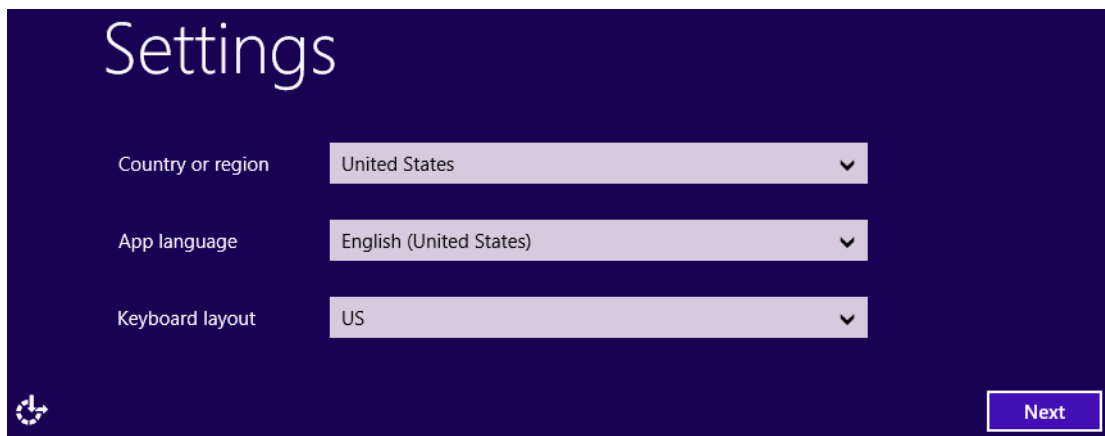 Settings
Country or region United States
App language English (United States)
Keyboard layout US
Next